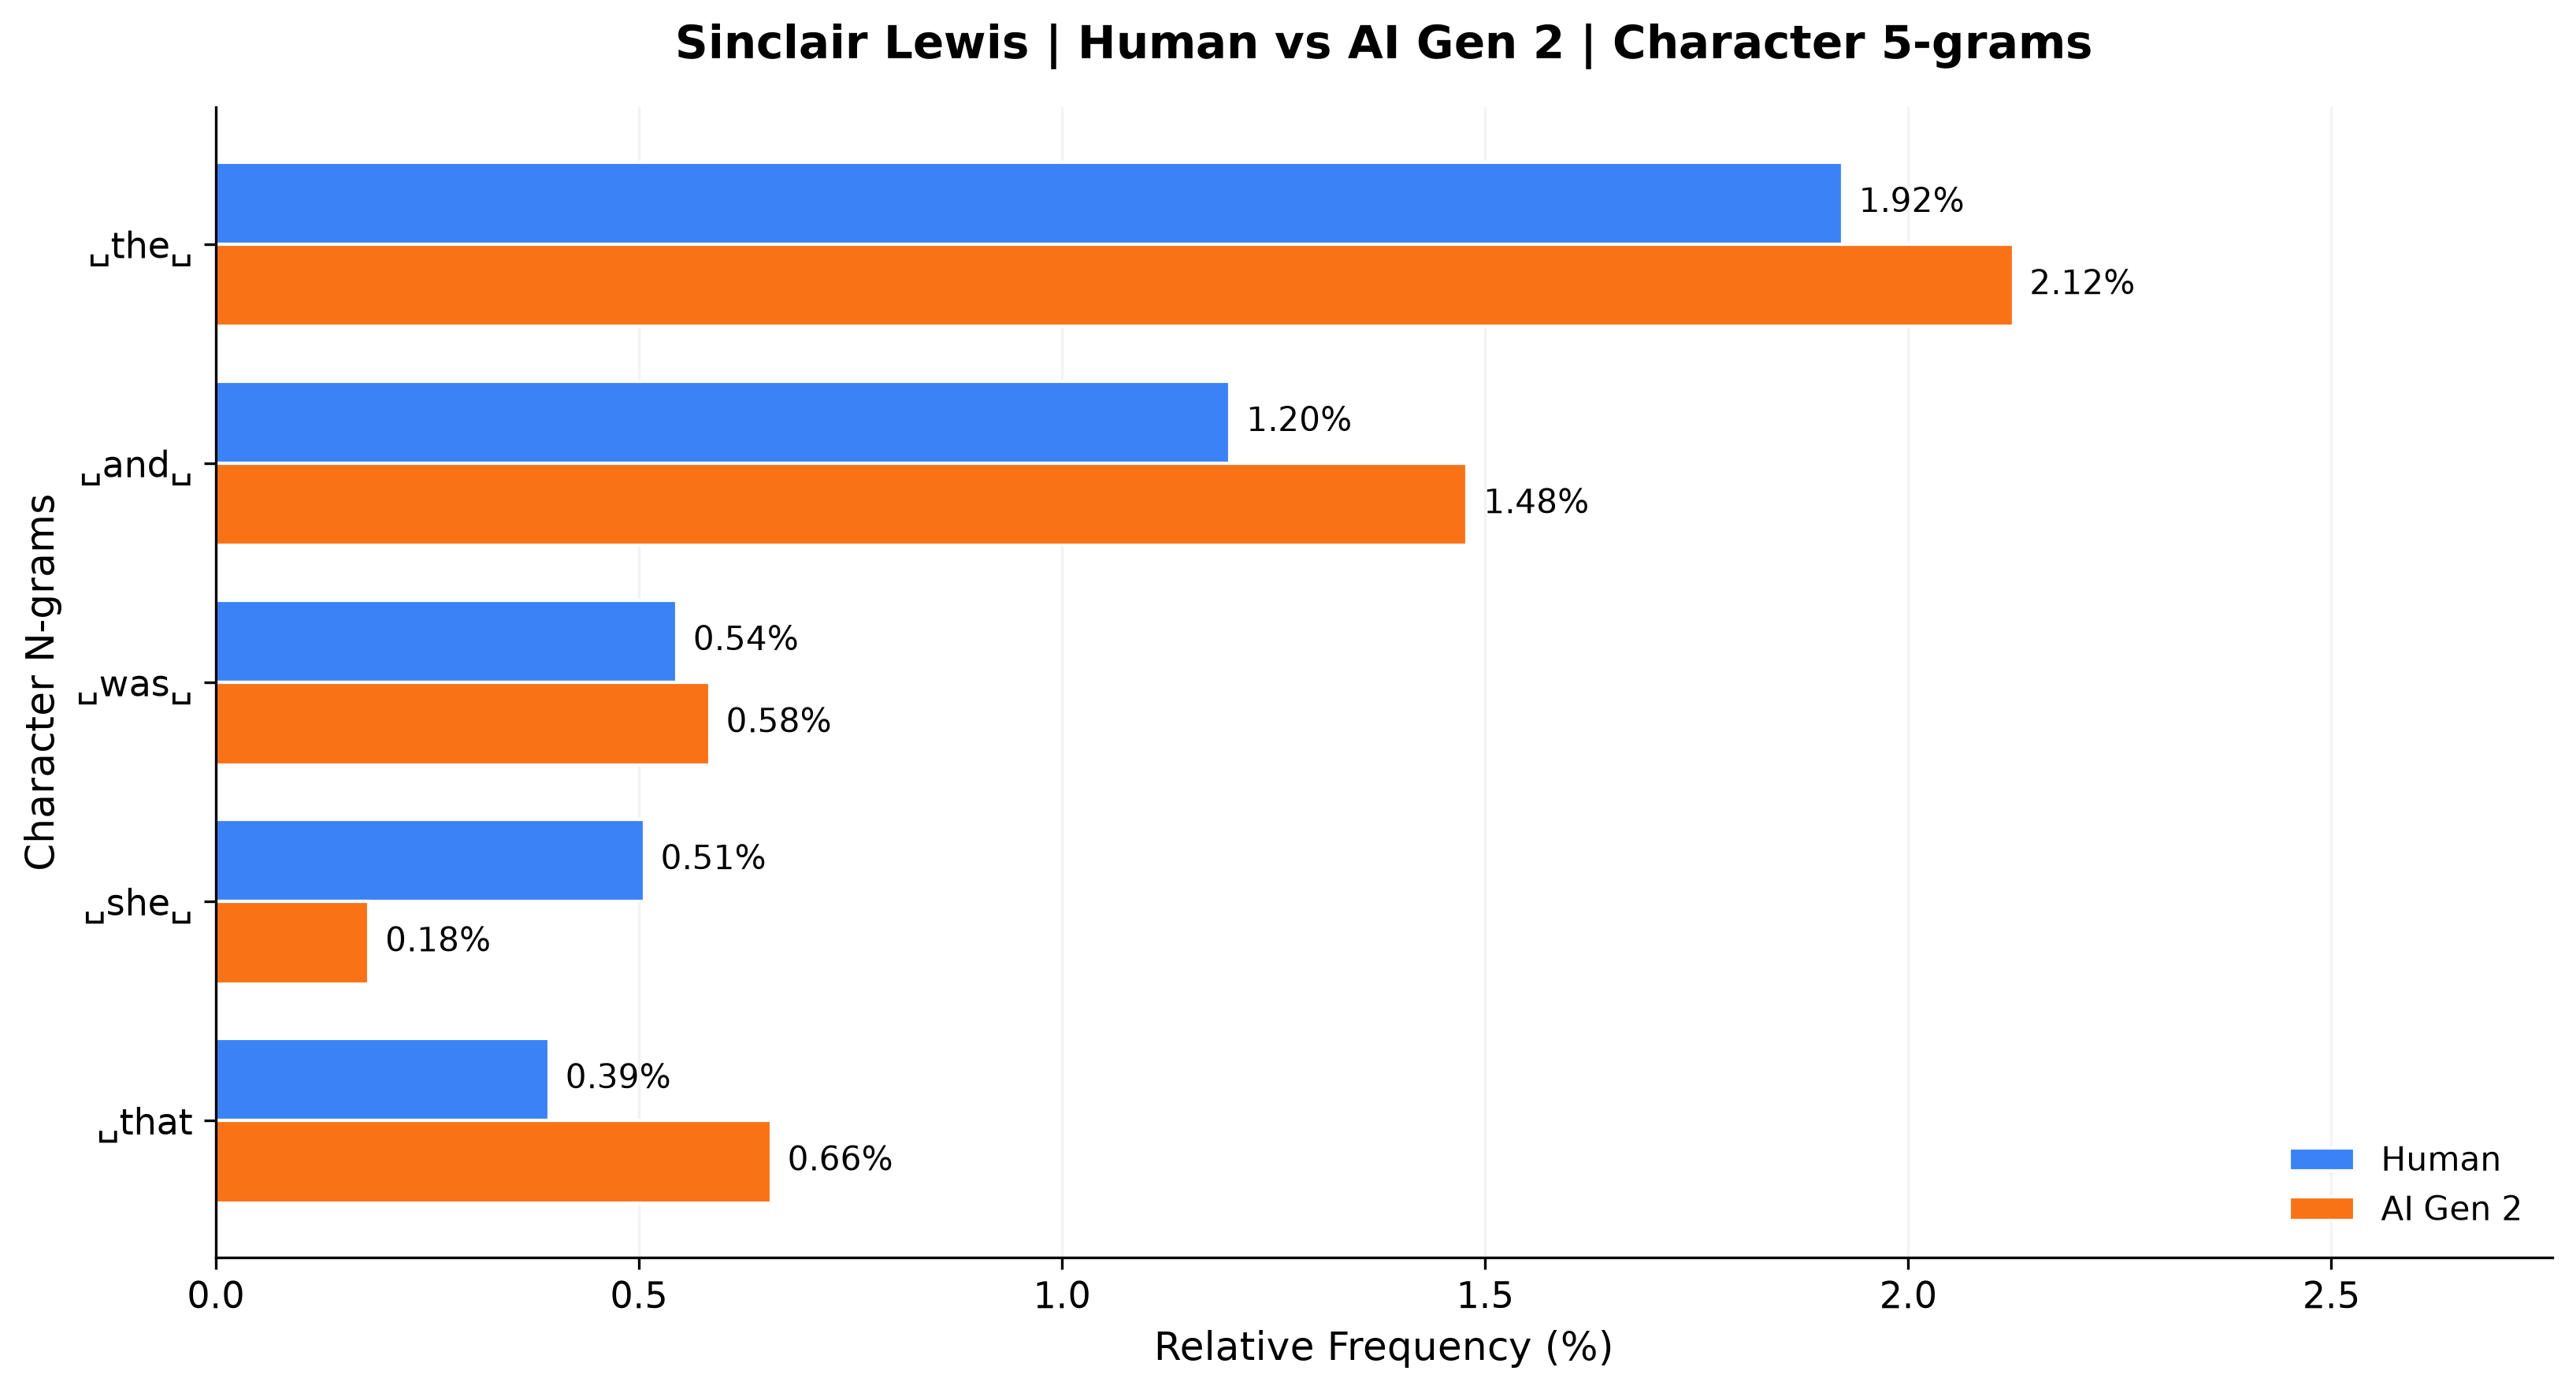 Sinclair Lewis | Human vs AI Gen 2 | Character 5-grams
Character N-grams
␣the␣
1.92%
2.12%
␣and␣
1.20%
1.48%
␣was␣
0.54%
0.58%
␣she␣
0.51%
0.18%
␣that
0.39%
0.66%
Human
AI Gen 2
0.0 0.5 1.0 1.5 2.0 2.5
Relative Frequency (%)